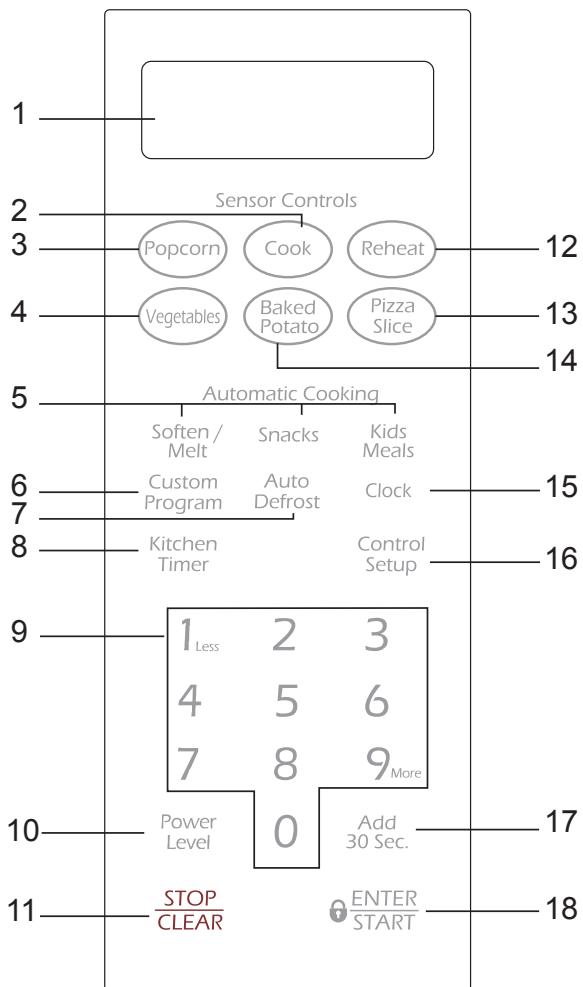 1
2
Sensor Controls
3
Popcorn
Cook
Reheat
12
4
Vegetables
Baked
Potato
Pizza
Slice
13
14
5
Automatic Cooking
Soften /
Melt
Snacks
Kids
Meals
6
Custom
Program
Auto
Defrost
Clock
15
7
8
Kitchen
Timer
Control
Setup
16
9
1 Less
2
3
4
5
6
7
8
9 More
10
Power
Level
0
Add
30 Sec.
17
11
STOP
CLEAR
ENTER
START
18